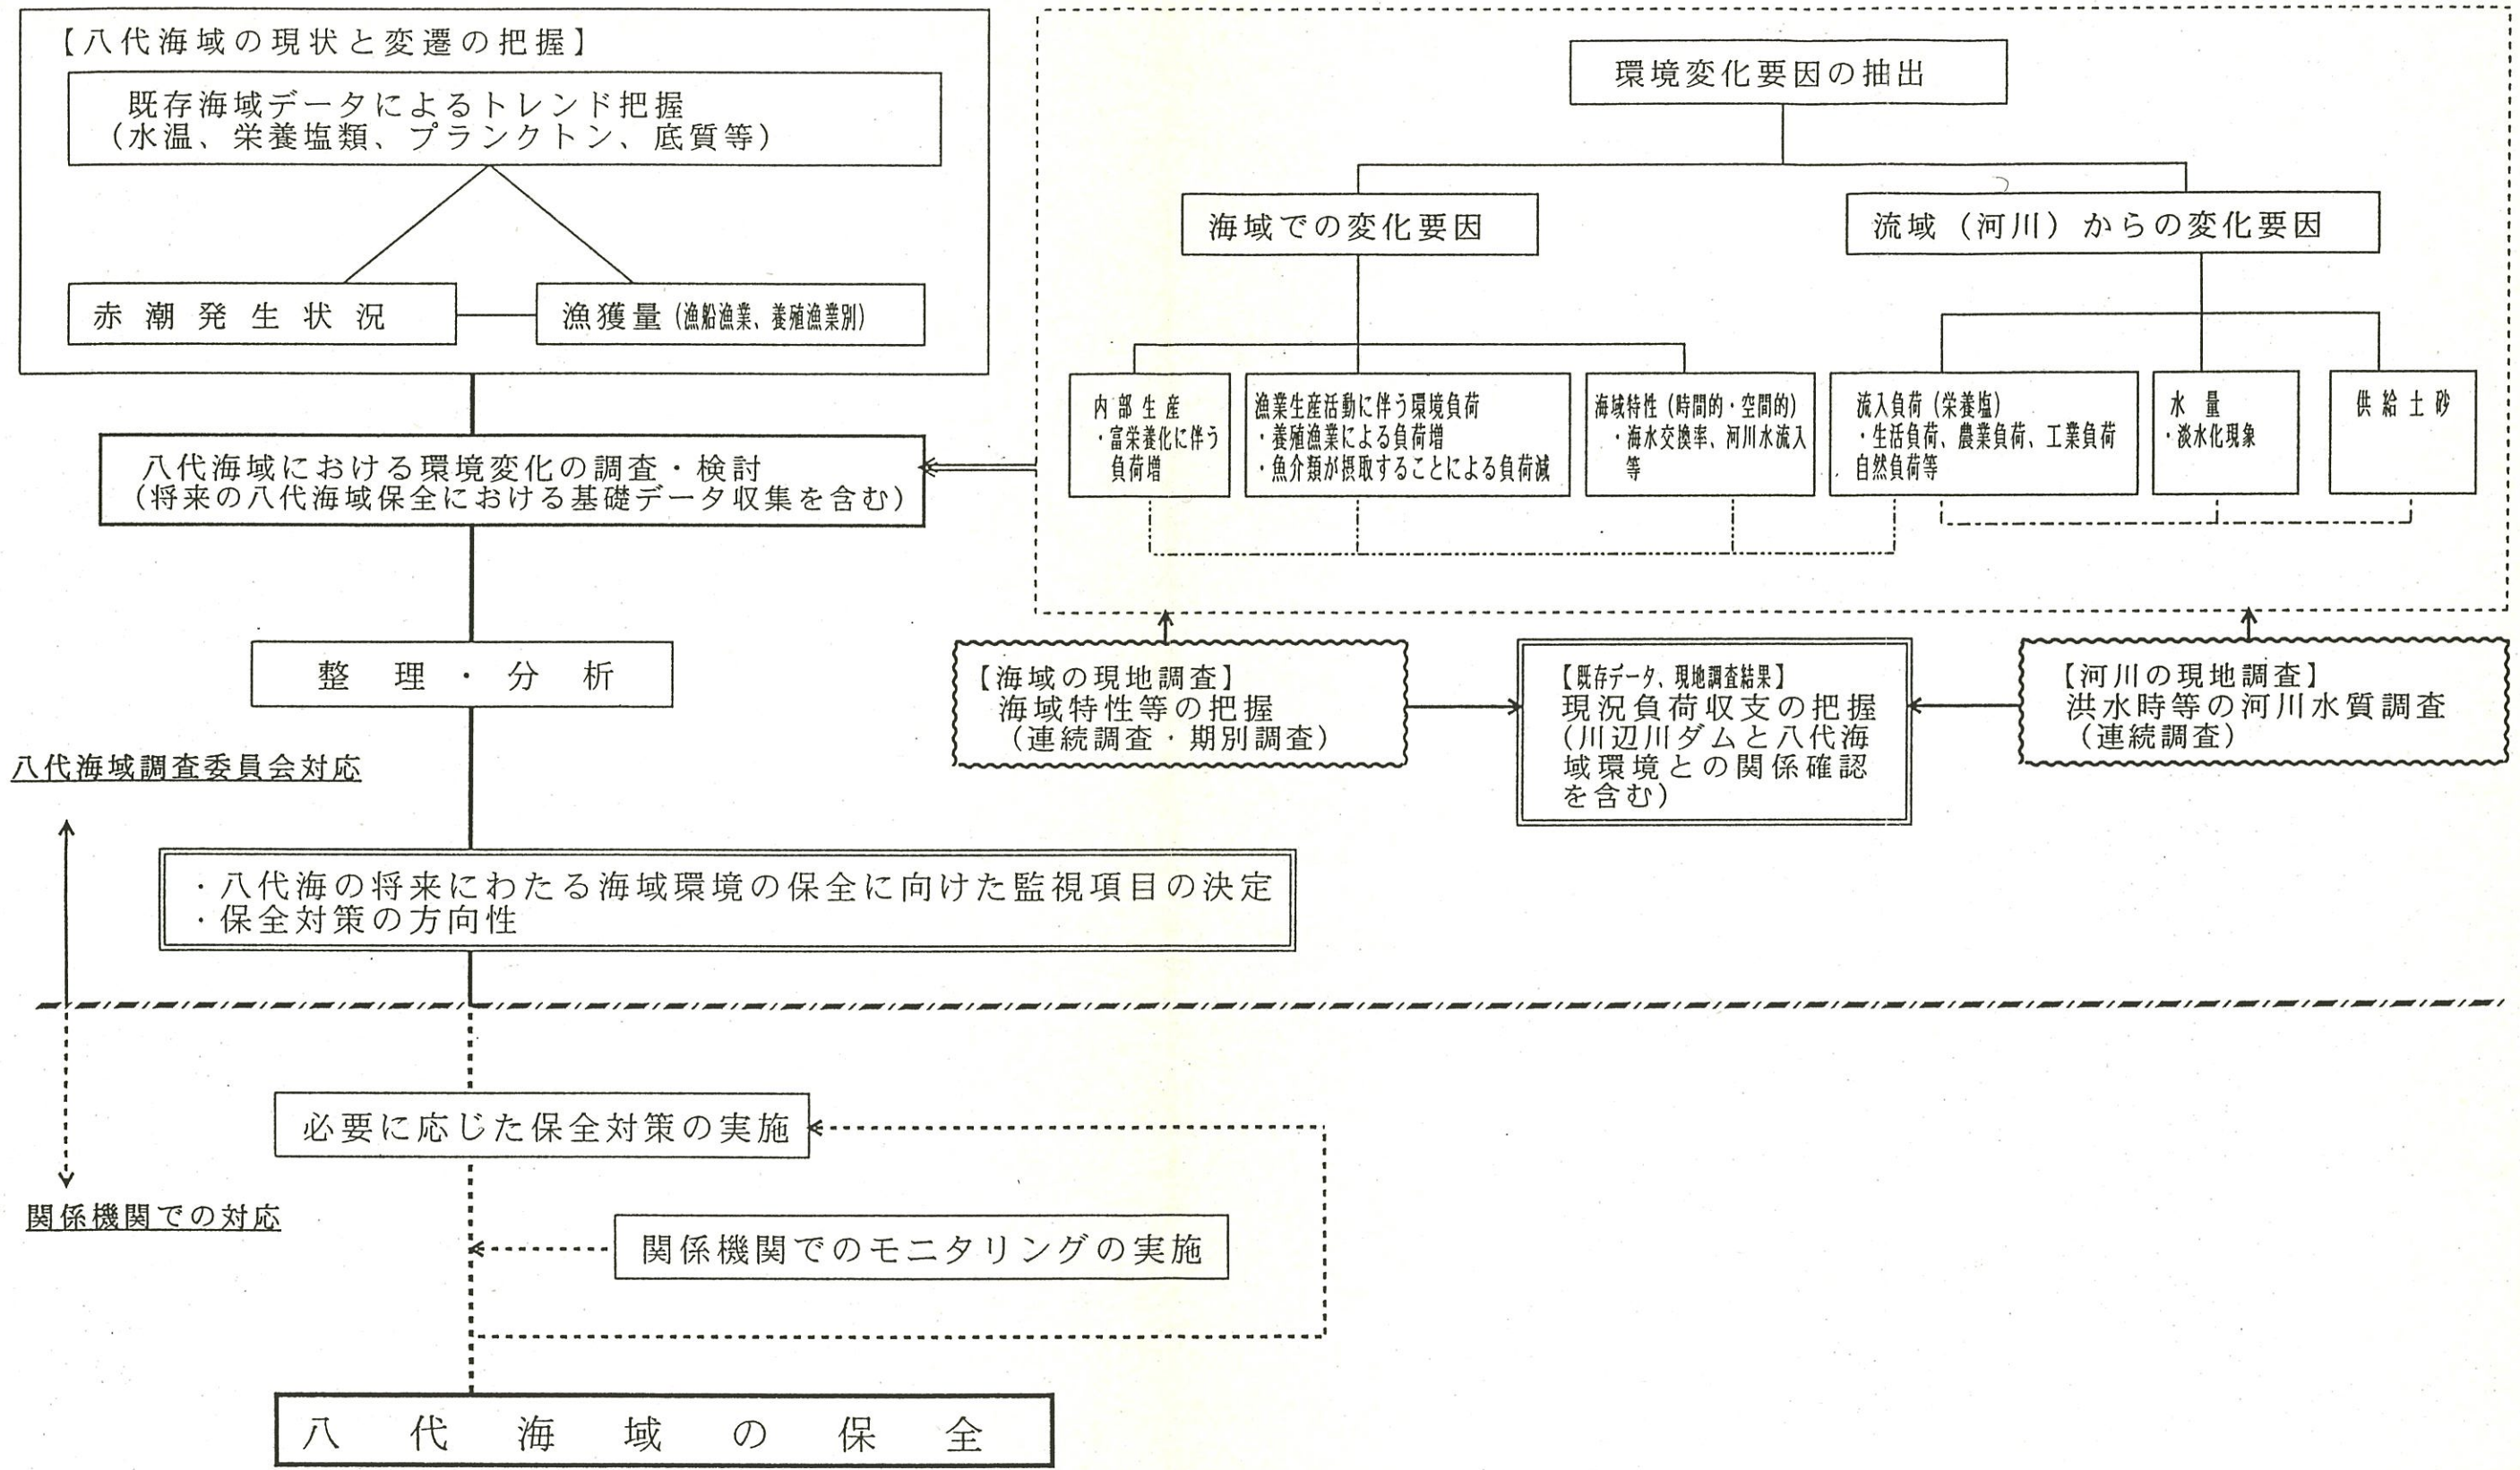 【八代海域の現状と変遷の把握】
既存海域データによるトレンド把握
（水温、栄養塩類、プランクトン、底質等）
赤潮発生状況
漁獲量（漁船漁業、養殖漁業別）
環境変化要因の抽出
海域での変化要因
流域（河川）からの変化要因
内部生産
・富栄養化に伴う
負荷増
漁業生産活動に伴う環境負荷
・養殖漁業による負荷増
・魚介類が摂取することによる負荷減
海域特性（時間的・空間的）
・海水交換率、河川水流入
等
流入負荷（栄養塩）
・生活負荷、農業負荷、工業負荷
自然負荷等
水量
・淡水化現象
供給土砂
八代海域における環境変化の調査・検討
（将来の八代海域保全における基礎データ収集を含む）
整理・分析
【海域の現地調査】
海域特性等の把握
（連続調査・期別調査）
【既存データ、現地調査結果】
現況負荷収支の把握
（川辺川ダムと八代海
域環境との関係確認
を含む）
【河川の現地調査】
洪水時等の河川水質調査
（連続調査）
八代海域調査委員会対応
・八代海の将来にわたる海域環境の保全に向けた監視項目の決定
・保全対策の方向性
必要に応じた保全対策の実施
関係機関での対応
関係機関でのモニタリングの実施
八代海域の保全